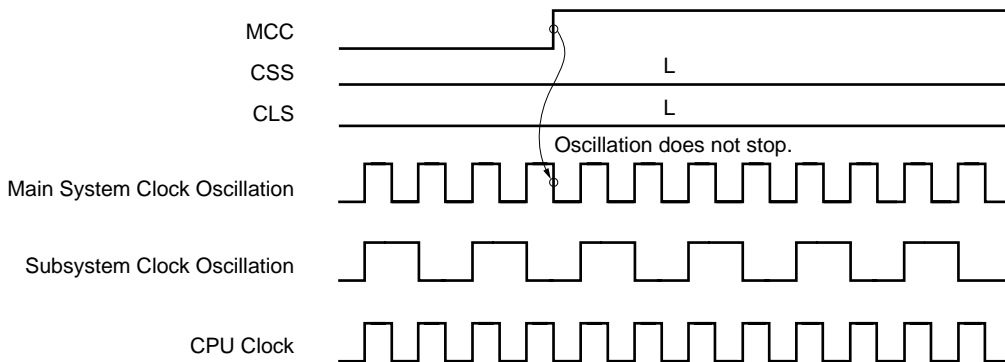 MCC
CSS
L
CLS
L
Oscillation does not stop.
Main System Clock Oscillation
Subsystem Clock Oscillation
CPU Clock